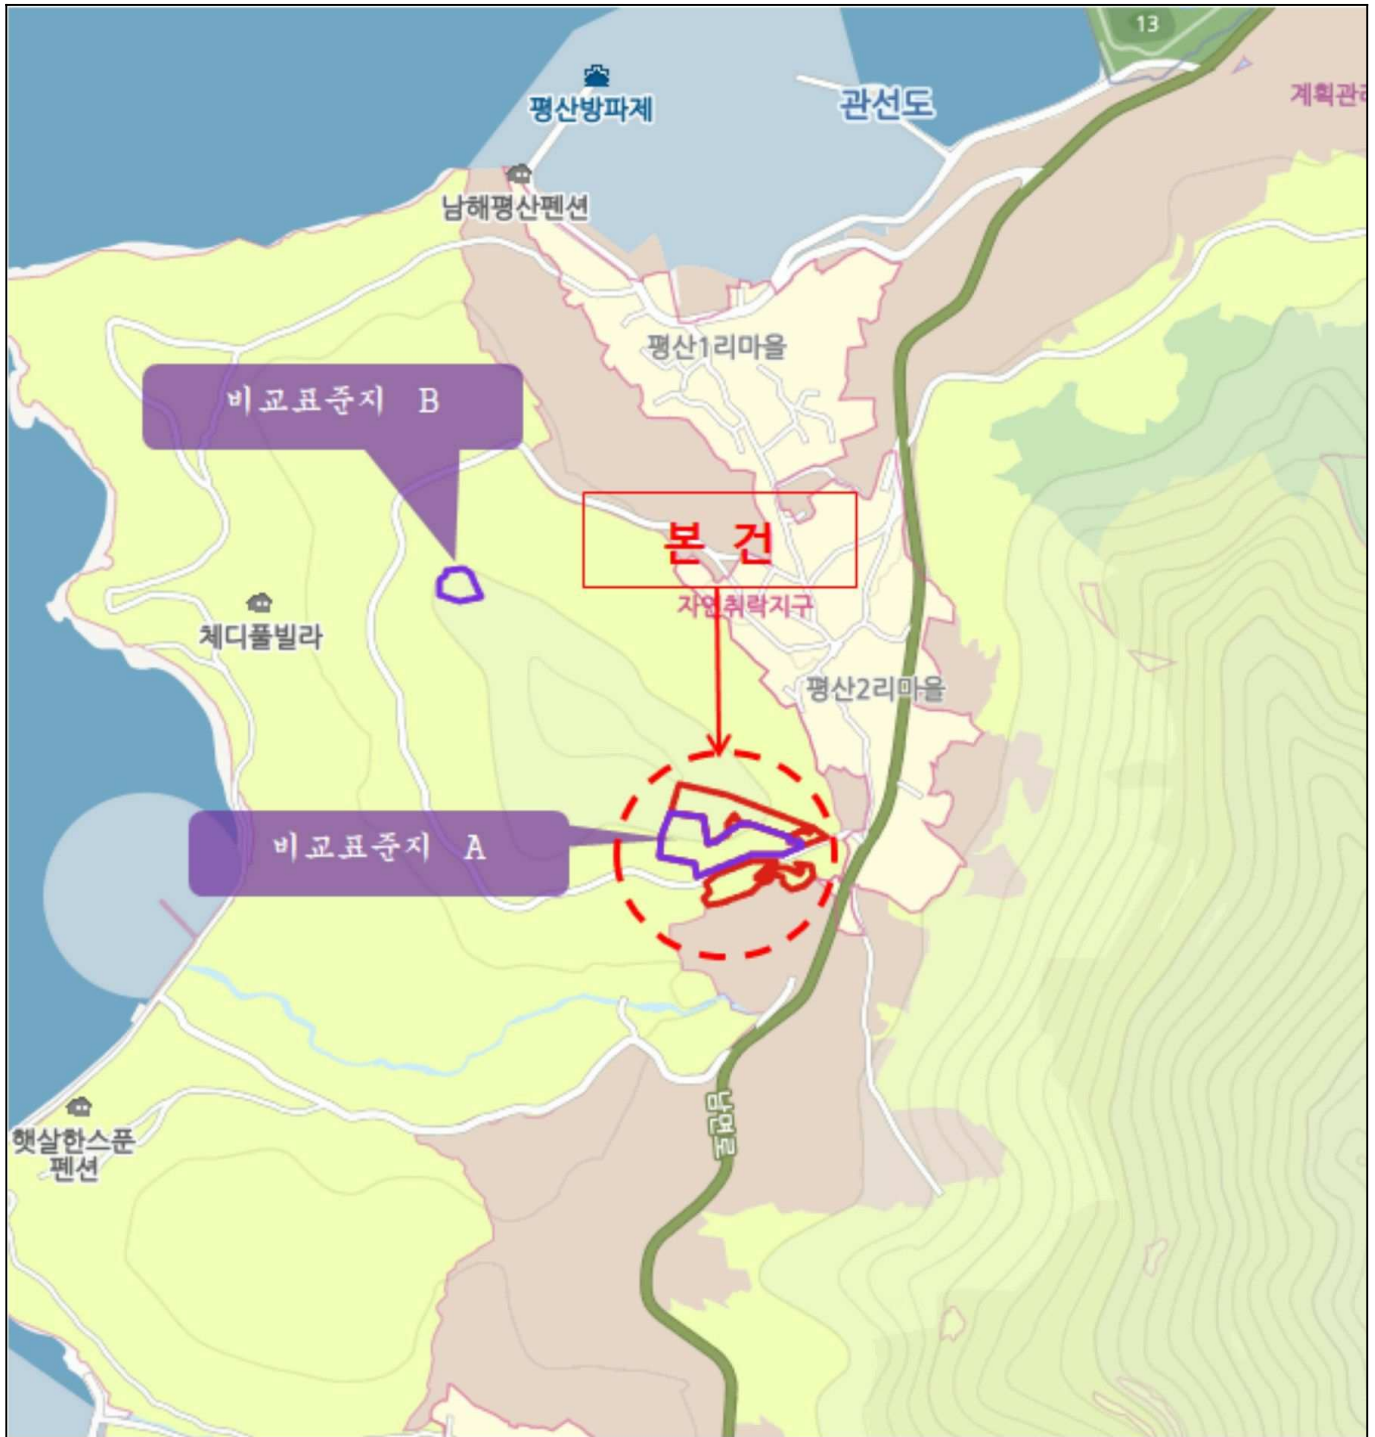 13
평산방파제
관선도
계획관리
남해평산펜션
평산1리마을
비교표준지 B
본 건
자연취락지구
체디풀빌라
평산2리마을
비교표준지 A
남면로
햇살한스푼
펜션